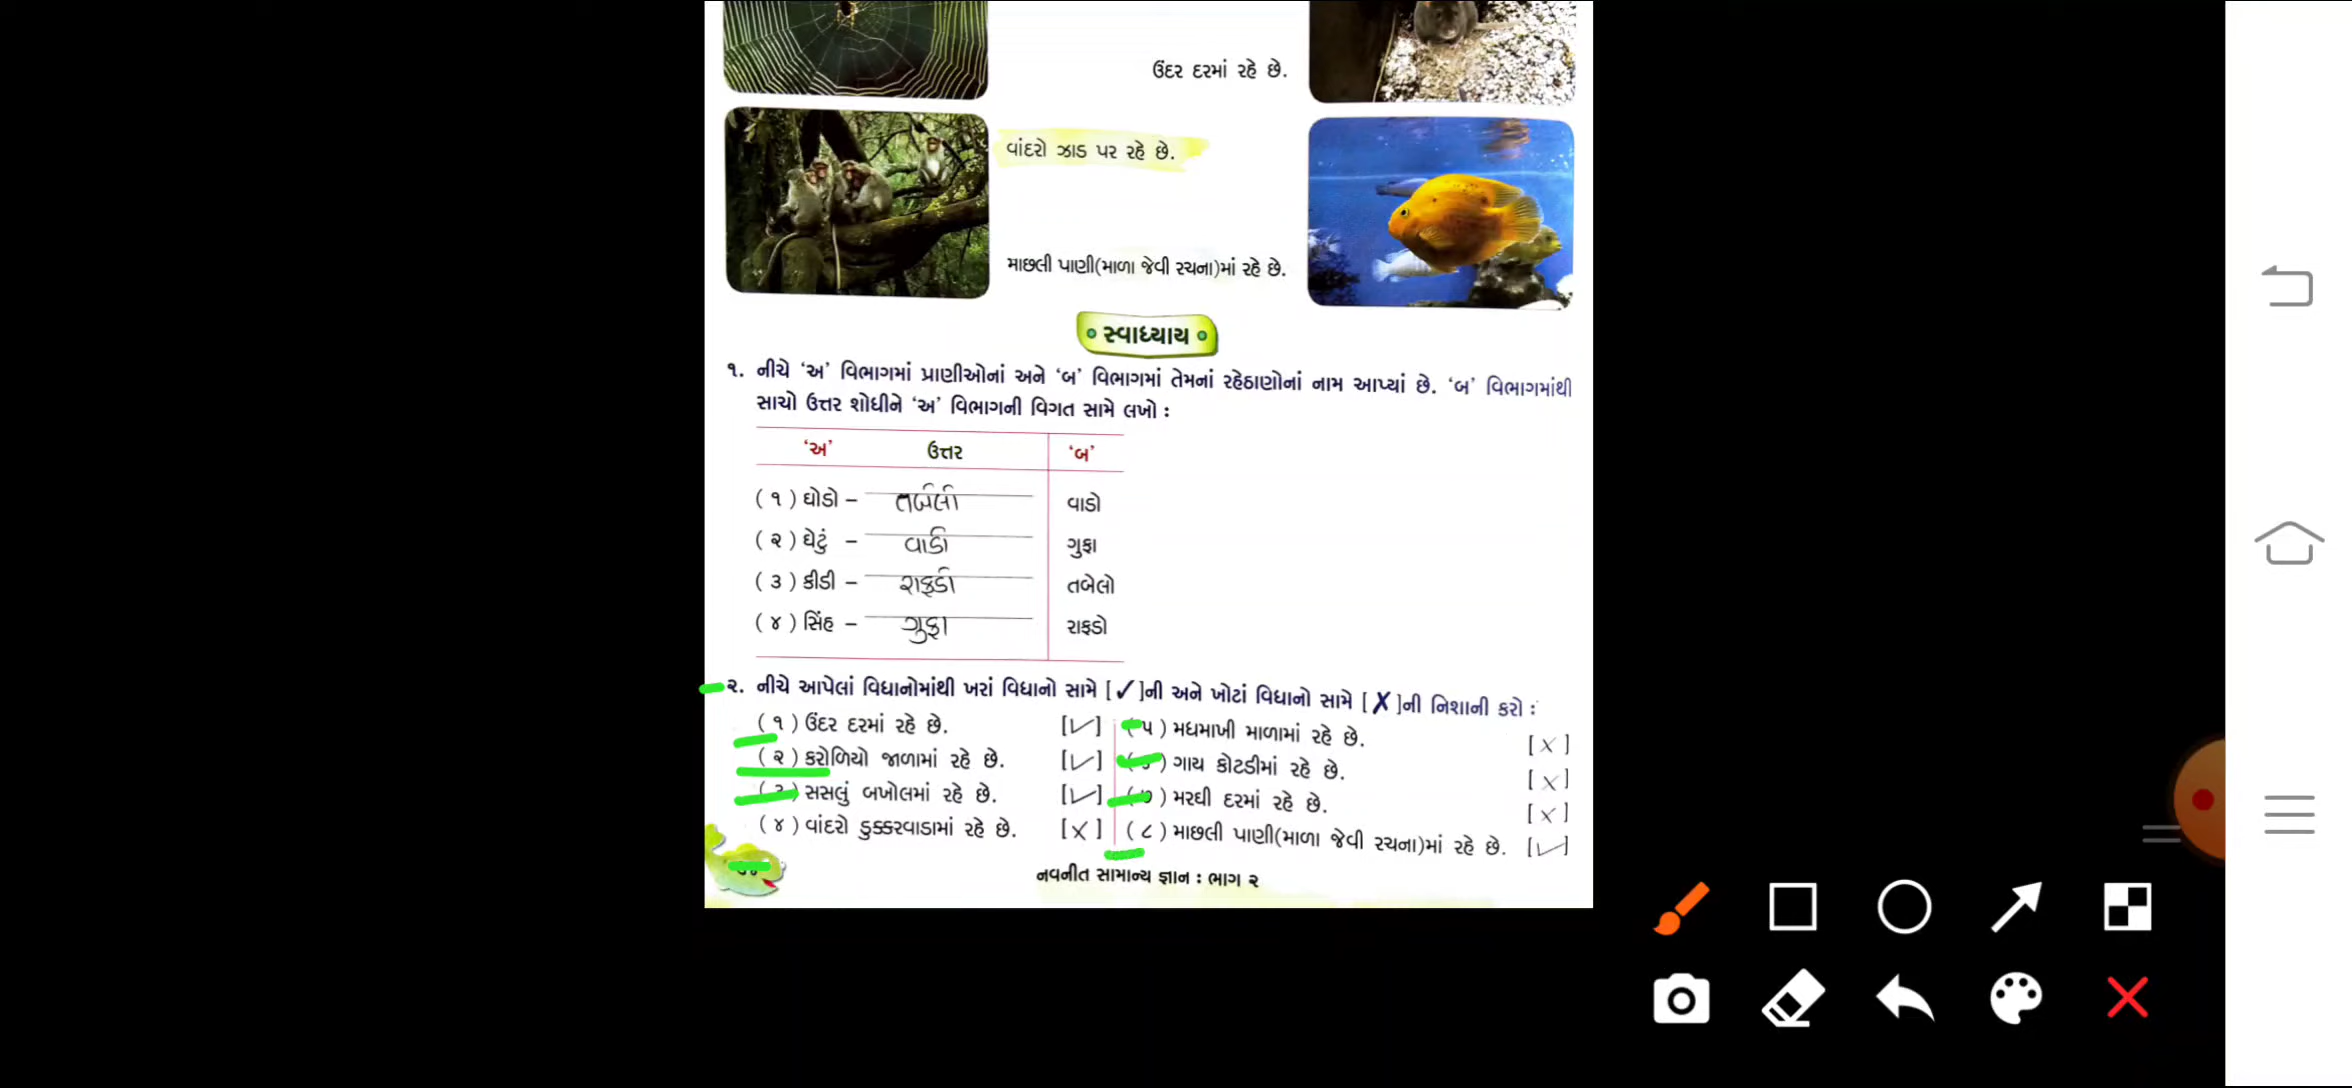 ઉંદર દરમાં રહે છે.
વાંદરો ઝાડ પર રહે છે.
માછલી પાણી(માળા જેવી રચના)માં રહે છે.
• સ્વાધ્યાય •
૧. નીચે ‘અ’ વિભાગમાં પ્રાણીઓનાં અને ‘બ’ વિભાગમાં તેમનાં રહેઠાણોનાં નામ આપ્યાં છે. ‘બ’ વિભાગમાંથી
સાચો ઉત્તર શોધીને ‘અ’ વિભાગની વિગત સામે લખો :
‘અ’ ઉત્તર ‘બ’
(૧) ઘોડો – તબેલો વાડો
(૨) ઘેટું – વાડો ગુફા
(૩) કીડી – રાફડો તબેલો
(૪) સિંહ – ગુફા રાફડો
૨. નીચે આપેલાં વિધાનોમાંથી ખરાં વિધાનો સામે [✓]ની અને ખોટાં વિધાનો સામે [✗]ની નિશાની કરો :
(૧) ઉંદર દરમાં રહે છે. [✓]
(૨) કરોળિયો જાળામાં રહે છે. [✓]
(૩) સસલું બખોલમાં રહે છે. [✓]
(૪) વાંદરો ડુક્કરવાડામાં રહે છે. [X]
(૫) મધમાખી માળામાં રહે છે. [X]
ગાય કોટડીમાં રહે છે. [X]
(૭) મરઘી દરમાં રહે છે. [X]
(૮) માછલી પાણી(માળા જેવી રચના)માં રહે છે. [✓]
નવનીત સામાન્ય જ્ઞાન : ભાગ ૨